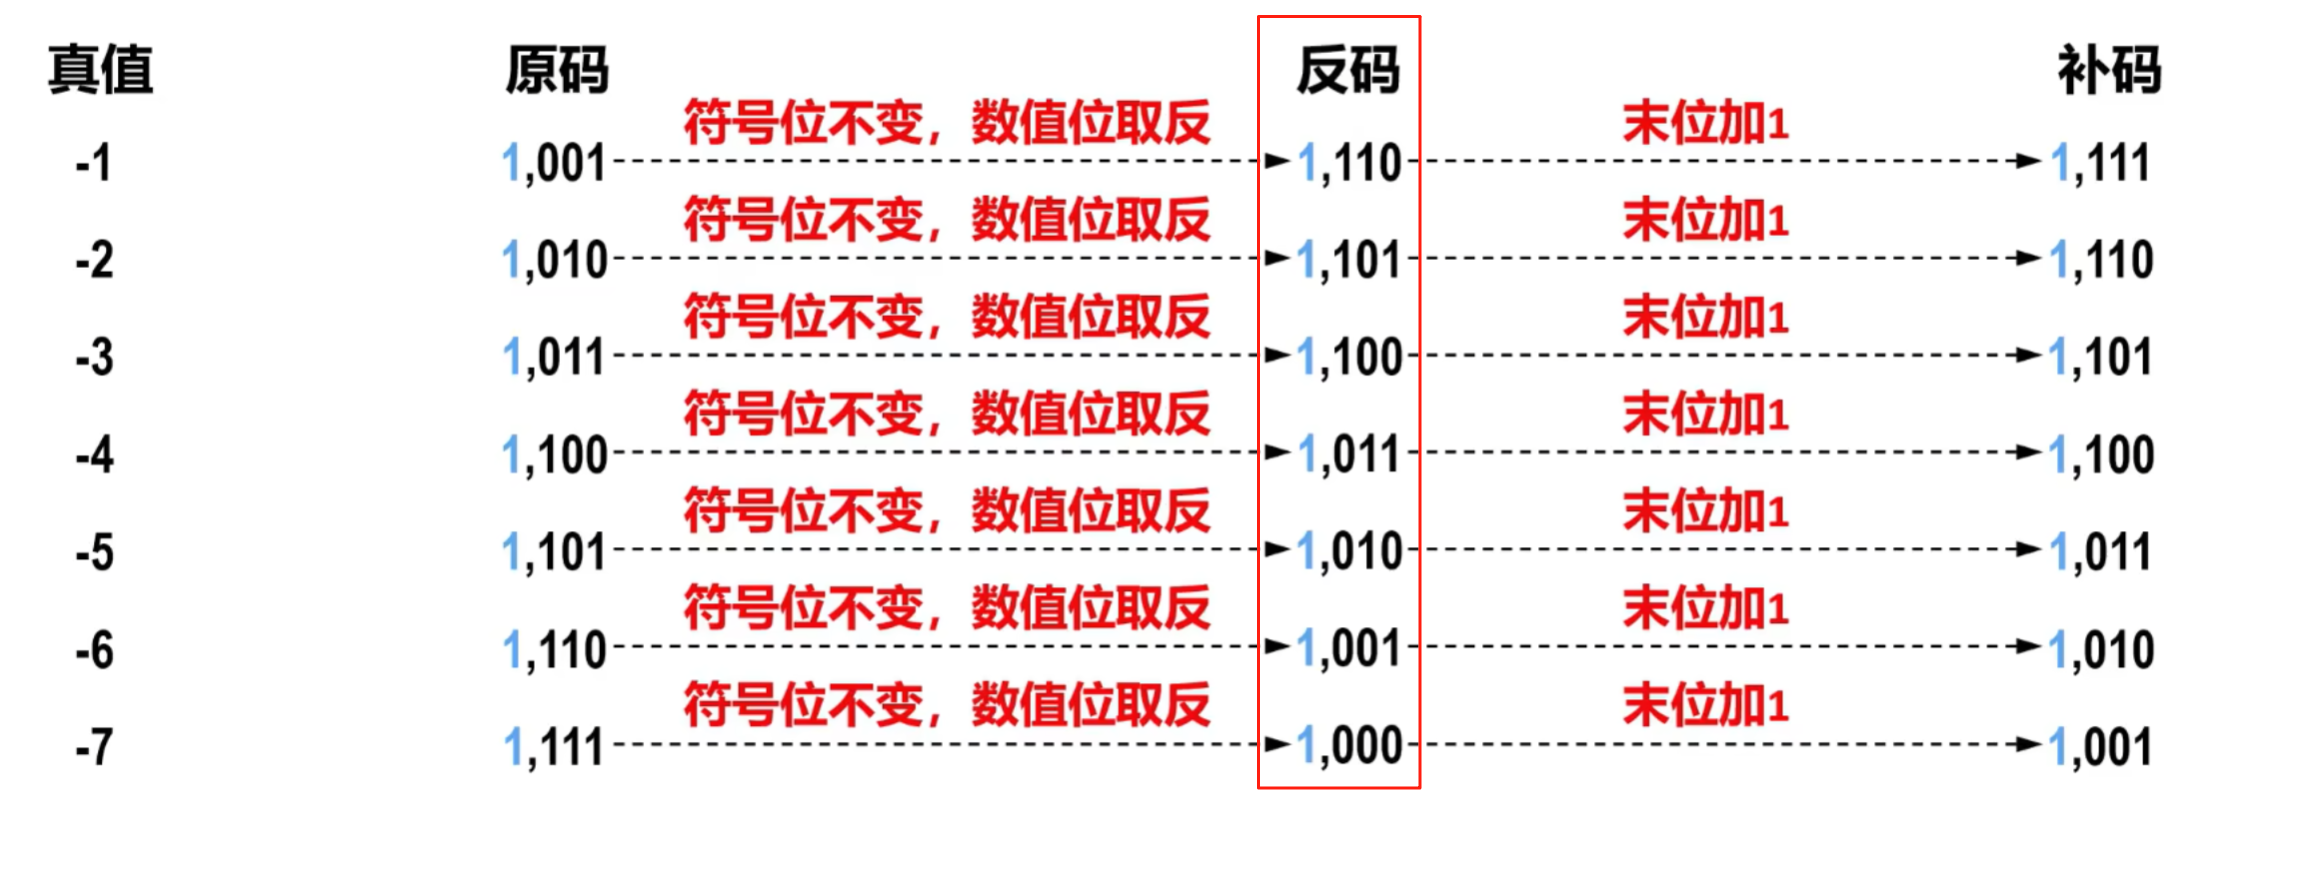 真值 原码 反码 补码
符号位不变，数值位取反 末位加1
-1 1,001 1,110 1,111
符号位不变，数值位取反 末位加1
-2 1,010 1,101 1,110
符号位不变，数值位取反 末位加1
-3 1,011 1,100 1,101
符号位不变，数值位取反 末位加1
-4 1,100 1,011 1,100
符号位不变，数值位取反 末位加1
-5 1,101 1,010 1,011
符号位不变，数值位取反 末位加1
-6 1,110 1,001 1,010
符号位不变，数值位取反 末位加1
-7 1,111 1,000 1,001